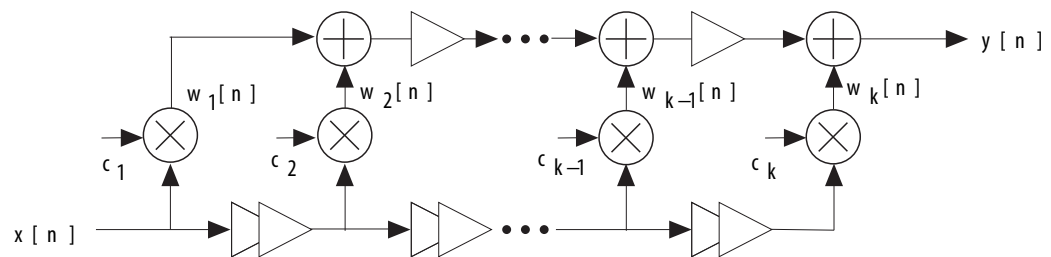 y [ n ]
w 1[ n ]
w 2[ n ]
w k–1[ n ]
w k[ n ]
c 1
c 2
c k–1
c k
x [ n ]